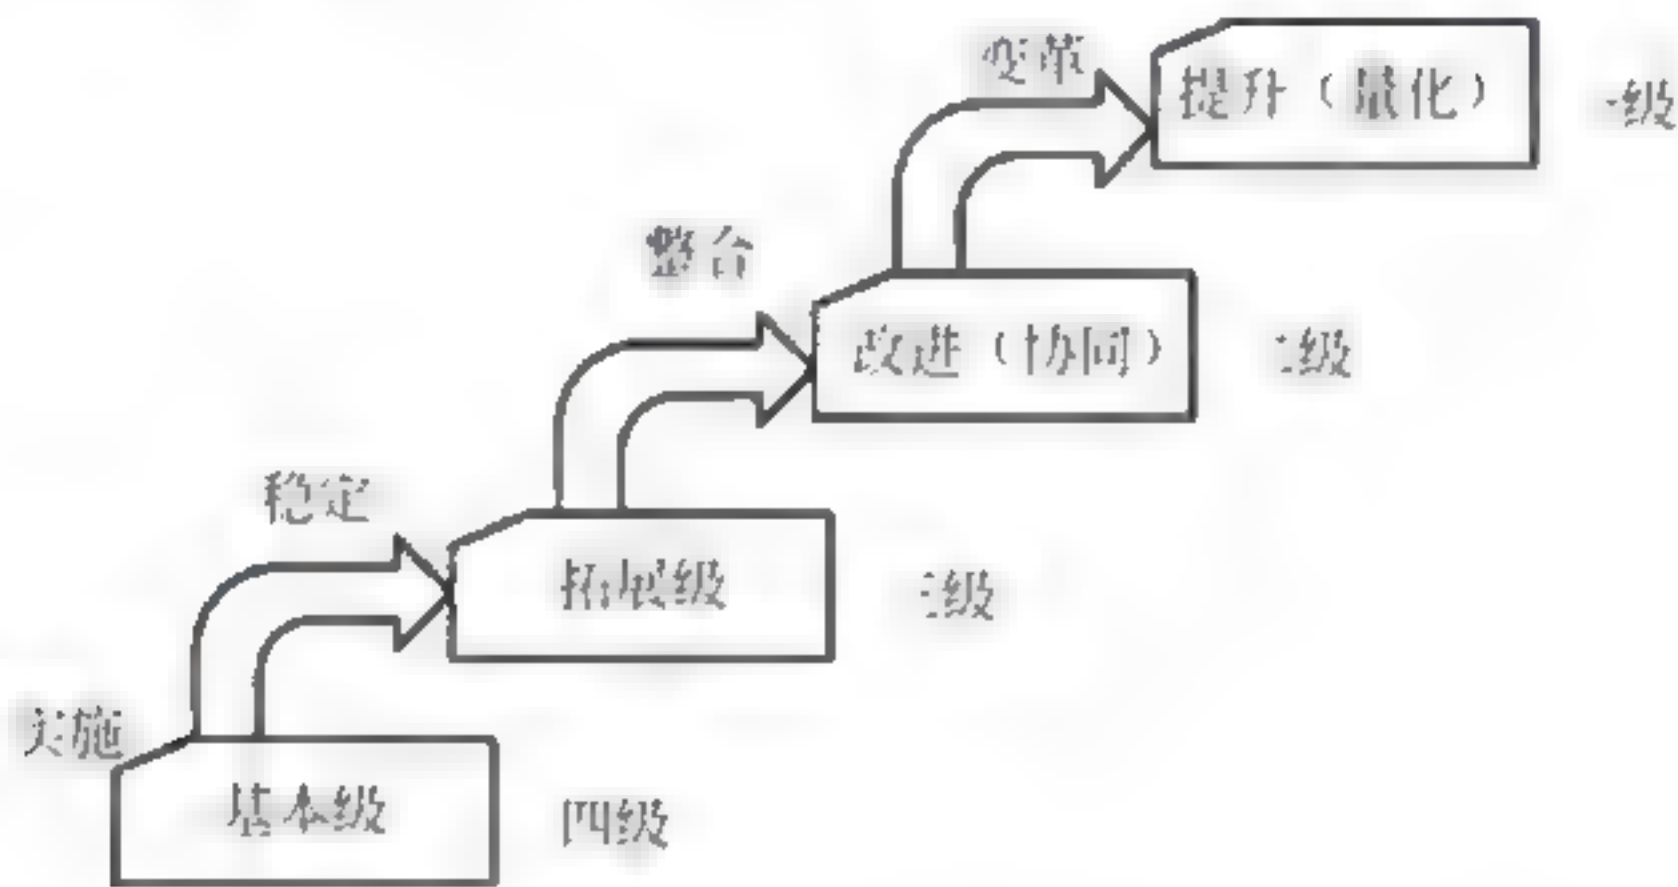 变革
提升（量化）
一级
整合
改进（协同）
二级
稳定
拓展级
三级
实施
基本级
四级